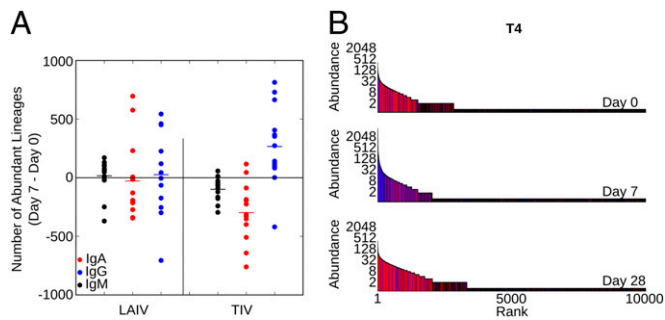 A
Number of Abundant Lineages
(Day 7 - Day 0)
1000
500
0
-500
-1000
IgA
IgG
IgM
LAIV
TIV
B
T4
Abundance
2048
512
128
32
8
2
Day 0
Abundance
2048
512
128
32
8
2
Day 7
Abundance
2048
512
128
32
8
2
Day 28
1
5000
10000
Rank